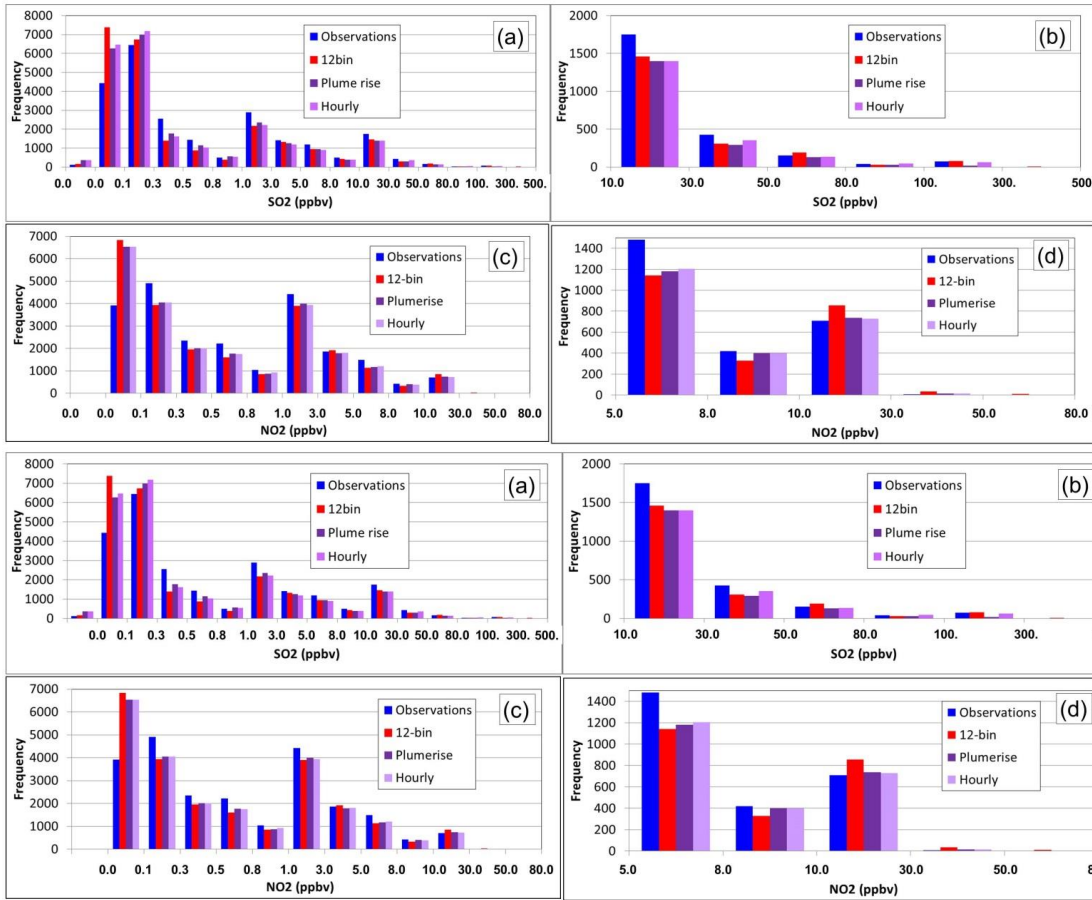 8000
7000
6000
5000
4000
3000
2000
1000
0
Frequency
Observations
12bin
Plume rise
Hourly
(a)
0.0 0.0 0.1 0.3 0.5 0.8 1.0 3.0 5.0 8.0 10.0 30.0 50.0 80.0 100. 300. 500.
SO2 (ppbv)
2000
1500
1000
500
0
Frequency
Observations
12bin
Plume rise
Hourly
(b)
10.0 30.0 50.0 80.0 100. 300. 500
SO2 (ppbv)
7000
6000
5000
4000
3000
2000
1000
0
Frequency
Observations
12-bin
Plumerise
Hourly
(c)
0.0 0.0 0.1 0.3 0.5 0.8 1.0 3.0 5.0 8.0 10.0 30.0 50.0 80.0
NO2 (ppbv)
1400
1200
1000
800
600
400
200
0
Frequency
Observations
12-bin
Plumerise
Hourly
(d)
5.0 8.0 10.0 30.0 50.0 80.0
NO2 (ppbv)
8000
7000
6000
5000
4000
3000
2000
1000
0
Frequency
Observations
12bin
Plume rise
Hourly
(a)
0.0 0.1 0.3 0.5 0.8 1.0 3.0 5.0 8.0 10.0 30.0 50.0 80.0 100. 300. 500.
SO2 (ppbv)
2000
1500
1000
500
0
Frequency
Observations
12bin
Plume rise
Hourly
(b)
10.0 30.0 50.0 80.0 100. 300.
SO2 (ppbv)
7000
6000
5000
4000
3000
2000
1000
0
Frequency
Observations
12-bin
Plumerise
Hourly
(c)
0.0 0.1 0.3 0.5 0.8 1.0 3.0 5.0 8.0 10.0 30.0 50.0 80.0
NO2 (ppbv)
1400
1200
1000
800
600
400
200
0
Frequency
Observations
12-bin
Plumerise
Hourly
(d)
5.0 8.0 10.0 30.0 50.0 8
NO2 (ppbv)